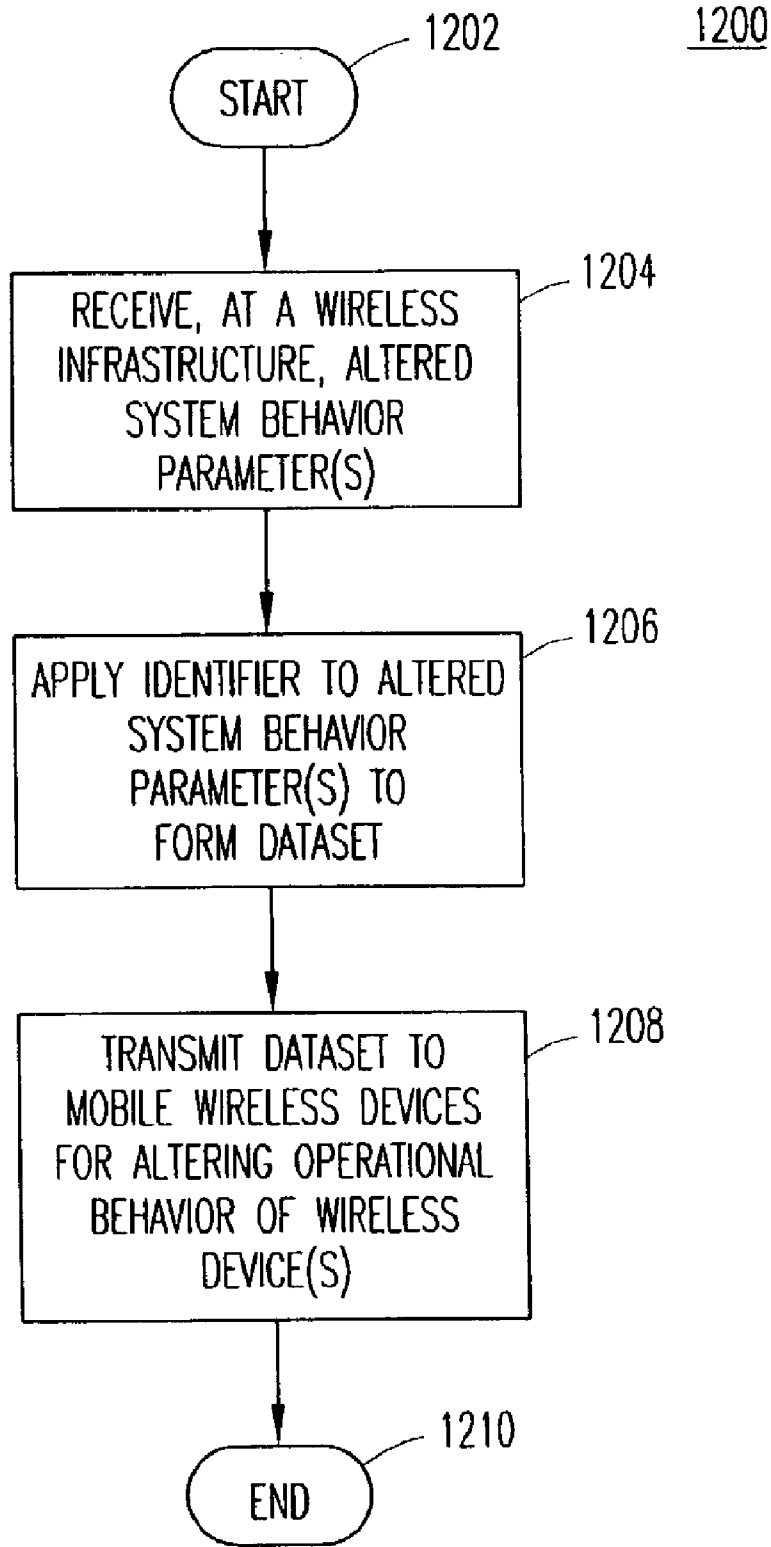 1200
1202
START
1204
RECEIVE, AT A WIRELESS
INFRASTRUCTURE, ALTERED
SYSTEM BEHAVIOR
PARAMETER(S)
1206
APPLY IDENTIFIER TO ALTERED
SYSTEM BEHAVIOR
PARAMETER(S) TO
FORM DATASET
1208
TRANSMIT DATASET TO
MOBILE WIRELESS DEVICES
FOR ALTERING OPERATIONAL
BEHAVIOR OF WIRELESS
DEVICE(S)
1210
END